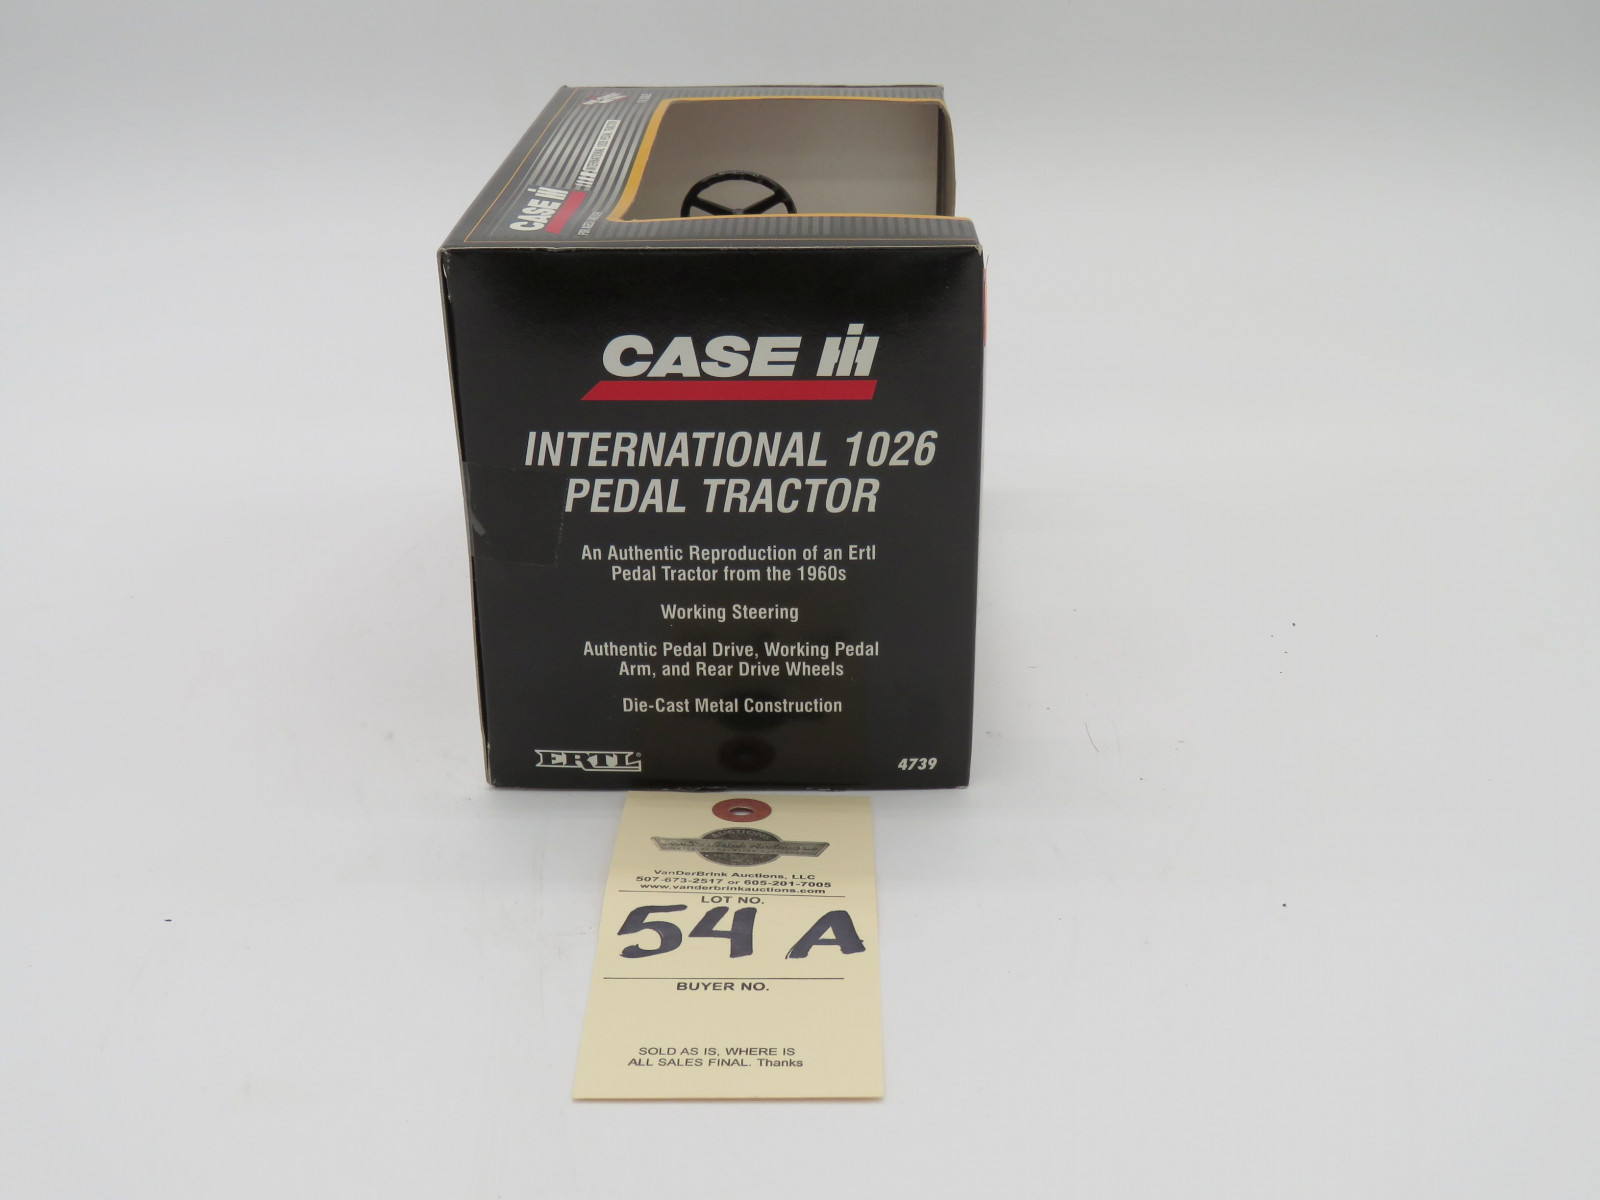 CASE IH
CASE IH
INTERNATIONAL 1026
PEDAL TRACTOR
An Authentic Reproduction of an Ertl
Pedal Tractor from the 1960s
Working Steering
Authentic Pedal Drive, Working Pedal
Arm, and Rear Drive Wheels
Die-Cast Metal Construction
ERTL
4739
AUCTIONS
VanDerBrink Auctions, LLC
507-673-2517 or 605-201-7005
www.vanderbrinkauctions.com
LOT NO.
54 A
BUYER NO.
SOLD AS IS, WHERE IS
ALL SALES FINAL. Thanks